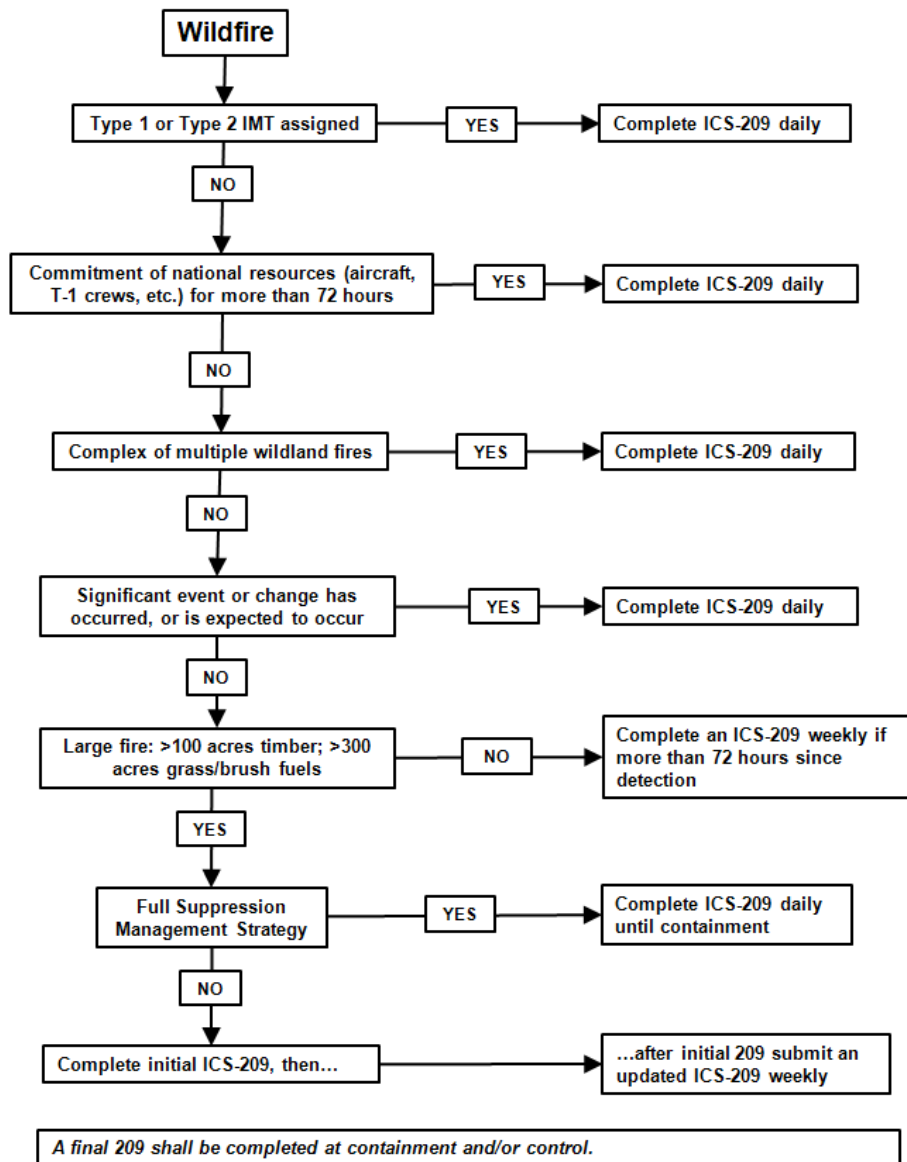 Wildfire
Type 1 or Type 2 IMT assigned
YES
Complete ICS-209 daily
NO
Commitment of national resources (aircraft,
T-1 crews, etc.) for more than 72 hours
YES
Complete ICS-209 daily
NO
Complex of multiple wildland fires
YES
Complete ICS-209 daily
NO
Significant event or change has
occurred, or is expected to occur
YES
Complete ICS-209 daily
NO
Large fire: >100 acres timber; >300
acres grass/brush fuels
NO
Complete an ICS-209 weekly if
more than 72 hours since
detection
YES
Full Suppression
Management Strategy
YES
Complete ICS-209 daily
until containment
NO
Complete initial ICS-209, then…
…after initial 209 submit an
updated ICS-209 weekly
A final 209 shall be completed at containment and/or control.